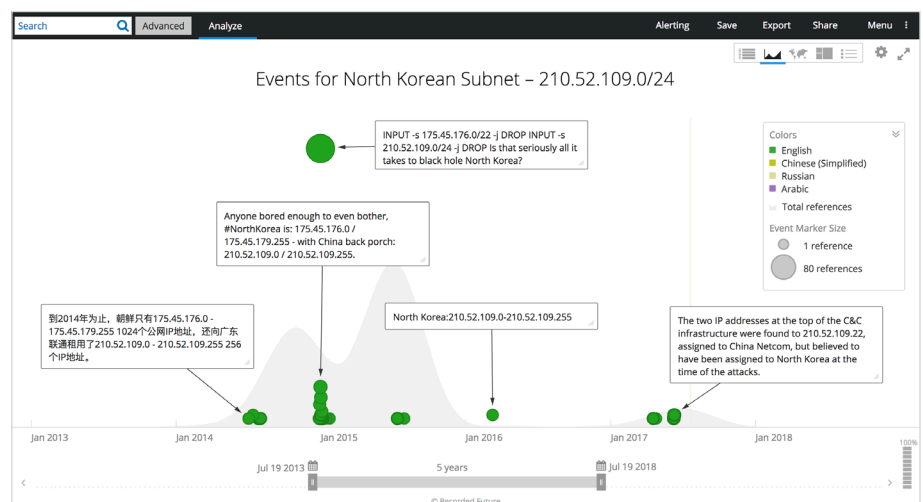 Search
Advanced
Analyze
Alerting
Save
Export
Share
Menu
Events for North Korean Subnet – 210.52.109.0/24
INPUT -s 175.45.176.0/22 -j DROP INPUT -s
210.52.109.0/24 -j DROP Is that seriously all it
takes to black hole North Korea?
Colors
English
Chinese (Simplified)
Russian
Arabic
Total references
Event Marker Size
1 reference
80 references
Anyone bored enough to even bother,
#NorthKorea is: 175.45.176.0 /
175.45.179.255 - with China back porch:
210.52.109.0 / 210.52.109.255.
到2014年为止，朝鲜只有175.45.176.0 -
175.45.179.255 1024个公网IP地址，还向广东
联通租用了210.52.109.0 - 210.52.109.255 256
个IP地址。
North Korea:210.52.109.0-210.52.109.255
The two IP addresses at the top of the C&C
infrastructure were found to 210.52.109.22,
assigned to China Netcom, but believed to
have been assigned to North Korea at the
time of the attacks.
Jan 2013
Jan 2014
Jan 2015
Jan 2016
Jan 2017
Jan 2018
100%
Jul 19 2013
5 years
Jul 19 2018
© Recorded Future